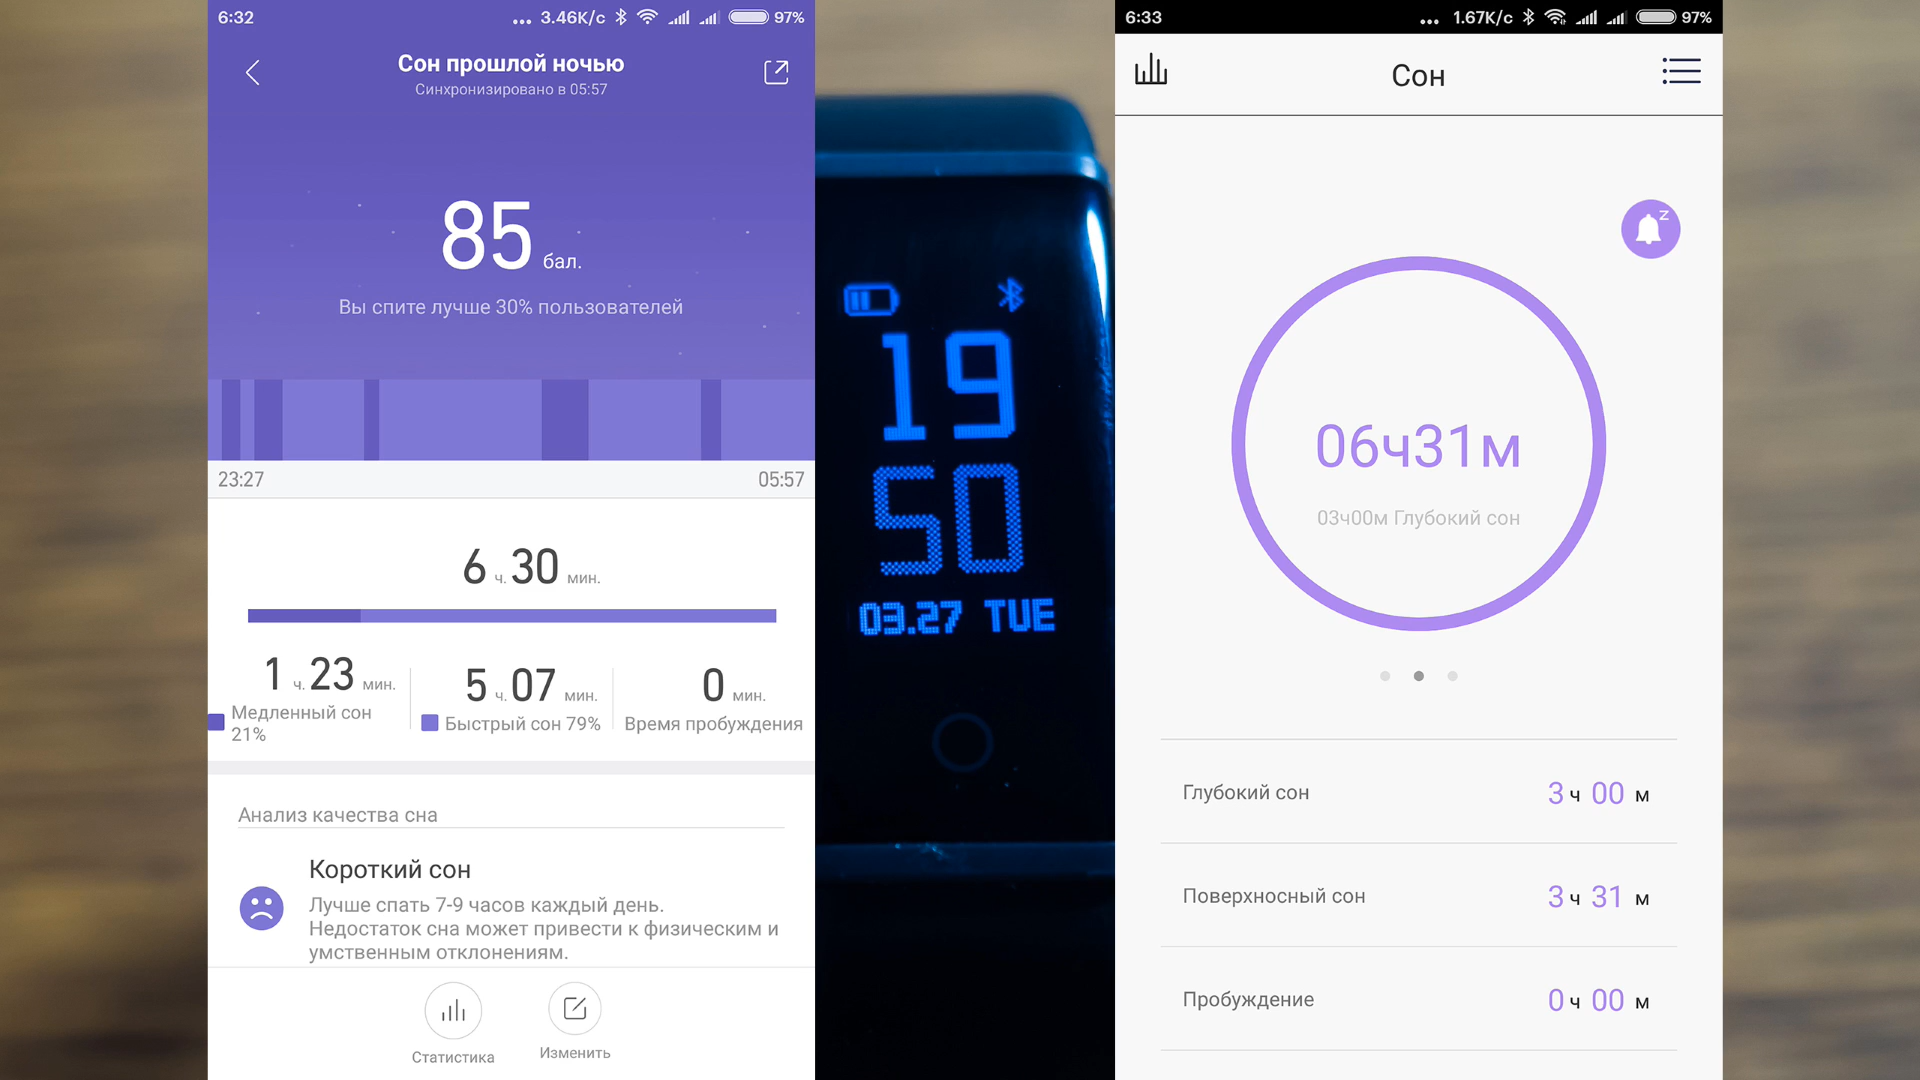 6:32
... 3.46K/c 97%
Сон прошлой ночью
Синхронизировано в 05:57
85 бал.
Вы спите лучше 30% пользователей
23:27 05:57
6 ч. 30 мин.
1 ч. 23 мин.
Медленный сон
21%
5 ч. 07 мин.
Быстрый сон 79%
0 мин.
Время пробуждения
Анализ качества сна
Короткий сон
Лучше спать 7-9 часов каждый день.
Недостаток сна может привести к физическим и
умственным отклонениям.
Статистика
Изменить
19
50
03.27 TUE
6:33
... 1.67K/c 97%
Сон
z
06ч31м
03ч00м Глубокий сон
Глубокий сон 3 ч 00 м
Поверхносный сон 3 ч 31 м
Пробуждение 0 ч 00 м